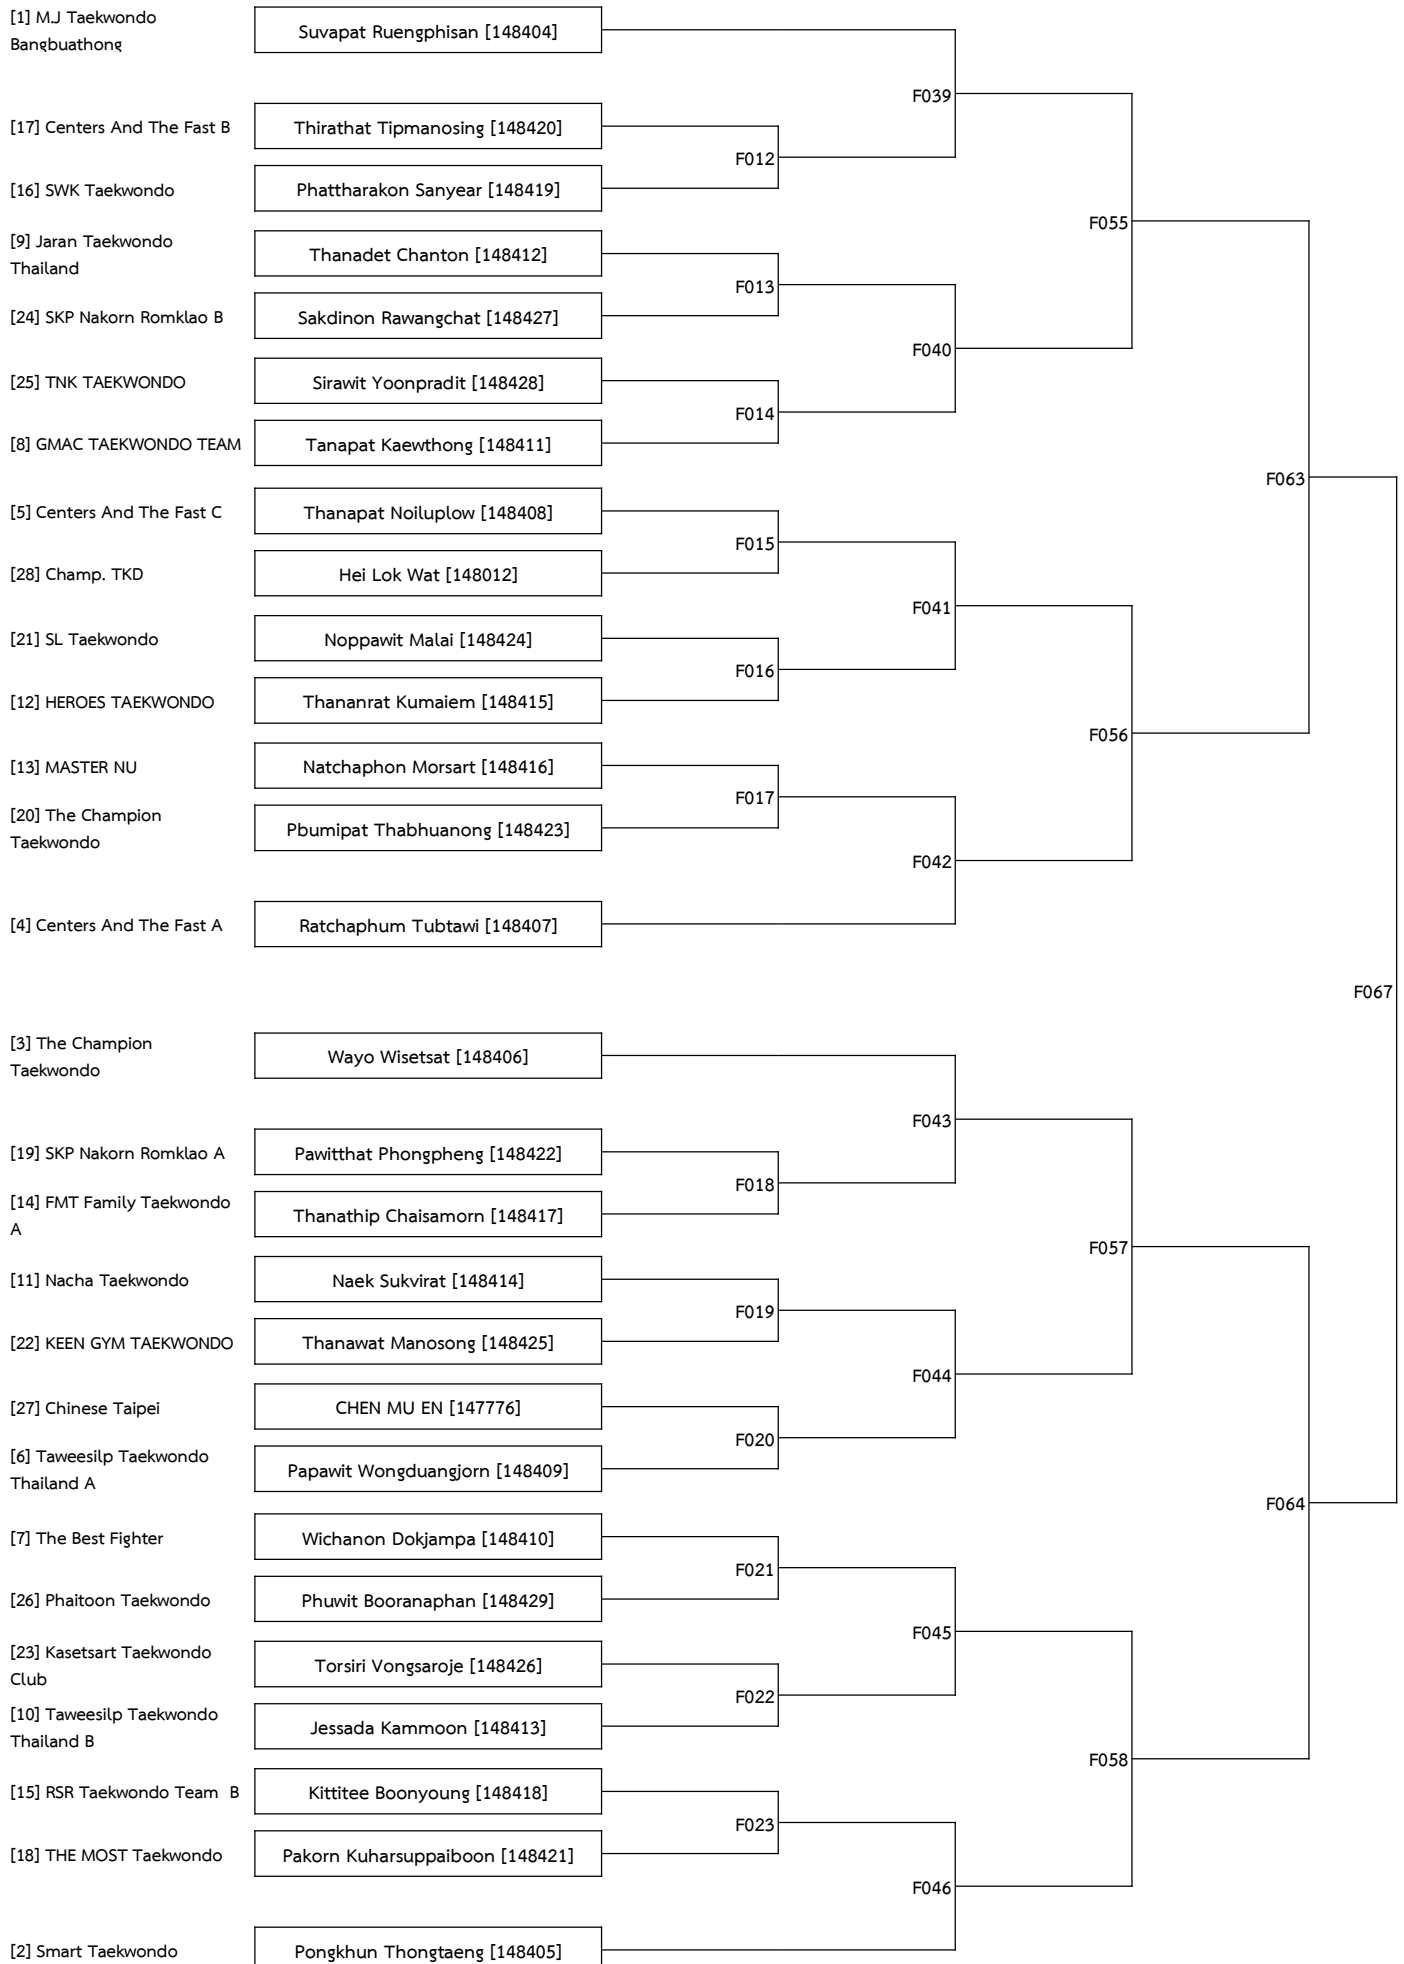 [1] MJ Taekwondo
Bangbuathong
Suvapat Ruengphisan [148404]
F039
[17] Centers And The Fast B
Thirathat Tipmanosing [148420]
F012
[16] SWK Taekwondo
Phattharakon Sanyear [148419]
F055
[9] Jaran Taekwondo
Thailand
Thanadet Chanton [148412]
F013
[24] SKP Nakorn Romklao B
Sakdinon Rawangchat [148427]
F040
[25] TNK TAEKWONDO
Sirawit Yoonpradit [148428]
F014
[8] GMAC TAEKWONDO TEAM
Tanapat Kaewthong [148411]
F063
[5] Centers And The Fast C
Thanapat Noiluplow [148408]
F015
[28] Champ. TKD
Hei Lok Wat [148012]
F041
[21] SL Taekwondo
Noppawit Malai [148424]
F016
[12] HEROES TAEKWONDO
Thananrat Kumaiem [148415]
F056
[13] MASTER NU
Natchaphon Morsart [148416]
F017
[20] The Champion
Taekwondo
Pbumipat Thabhuanong [148423]
F042
[4] Centers And The Fast A
Ratchaphum Tubtawi [148407]
F067
[3] The Champion
Taekwondo
Wayo Wisetsat [148406]
F043
[19] SKP Nakorn Romklao A
Pawitthat Phongpheng [148422]
F018
[14] FMT Family Taekwondo
A
Thanathip Chaisamorn [148417]
F057
[11] Nacha Taekwondo
Naek Sukvirat [148414]
F019
[22] KEEN GYM TAEKWONDO
Thanawat Manosong [148425]
F044
[27] Chinese Taipei
CHEN MU EN [147776]
F020
[6] Taweesilp Taekwondo
Thailand A
Papawit Wongduangjorn [148409]
F064
[7] The Best Fighter
Wichanon Dokjampa [148410]
F021
[26] Phaitoon Taekwondo
Phuwit Booranaphan [148429]
F045
[23] Kasetsart Taekwondo
Club
Torsiri Vongsaroje [148426]
F022
[10] Taweesilp Taekwondo
Thailand B
Jessada Kammoon [148413]
F058
[15] RSR Taekwondo Team  B
Kittitee Boonyoung [148418]
F023
[18] THE MOST Taekwondo
Pakorn Kuharsuppaiboon [148421]
F046
[2] Smart Taekwondo
Pongkhun Thongtaeng [148405]